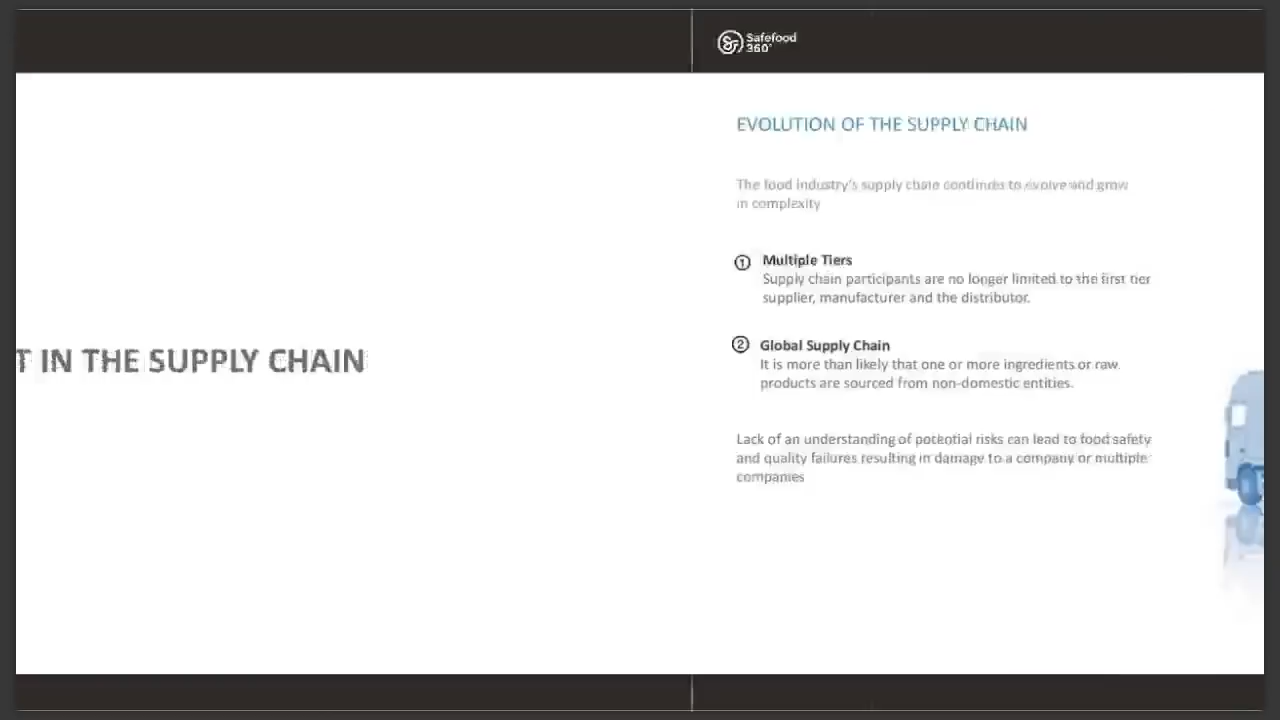 Safefood
360°
T IN THE SUPPLY CHAIN
EVOLUTION OF THE SUPPLY CHAIN
The food industry's supply chain continues to evolve and grow
in complexity
1 Multiple Tiers
Supply chain participants are no longer limited to the first tier
supplier, manufacturer and the distributor.
2 Global Supply Chain
It is more than likely that one or more ingredients or raw
products are sourced from non-domestic entities.
Lack of an understanding of potential risks can lead to food safety
and quality failures resulting in damage to a company or multiple
companies